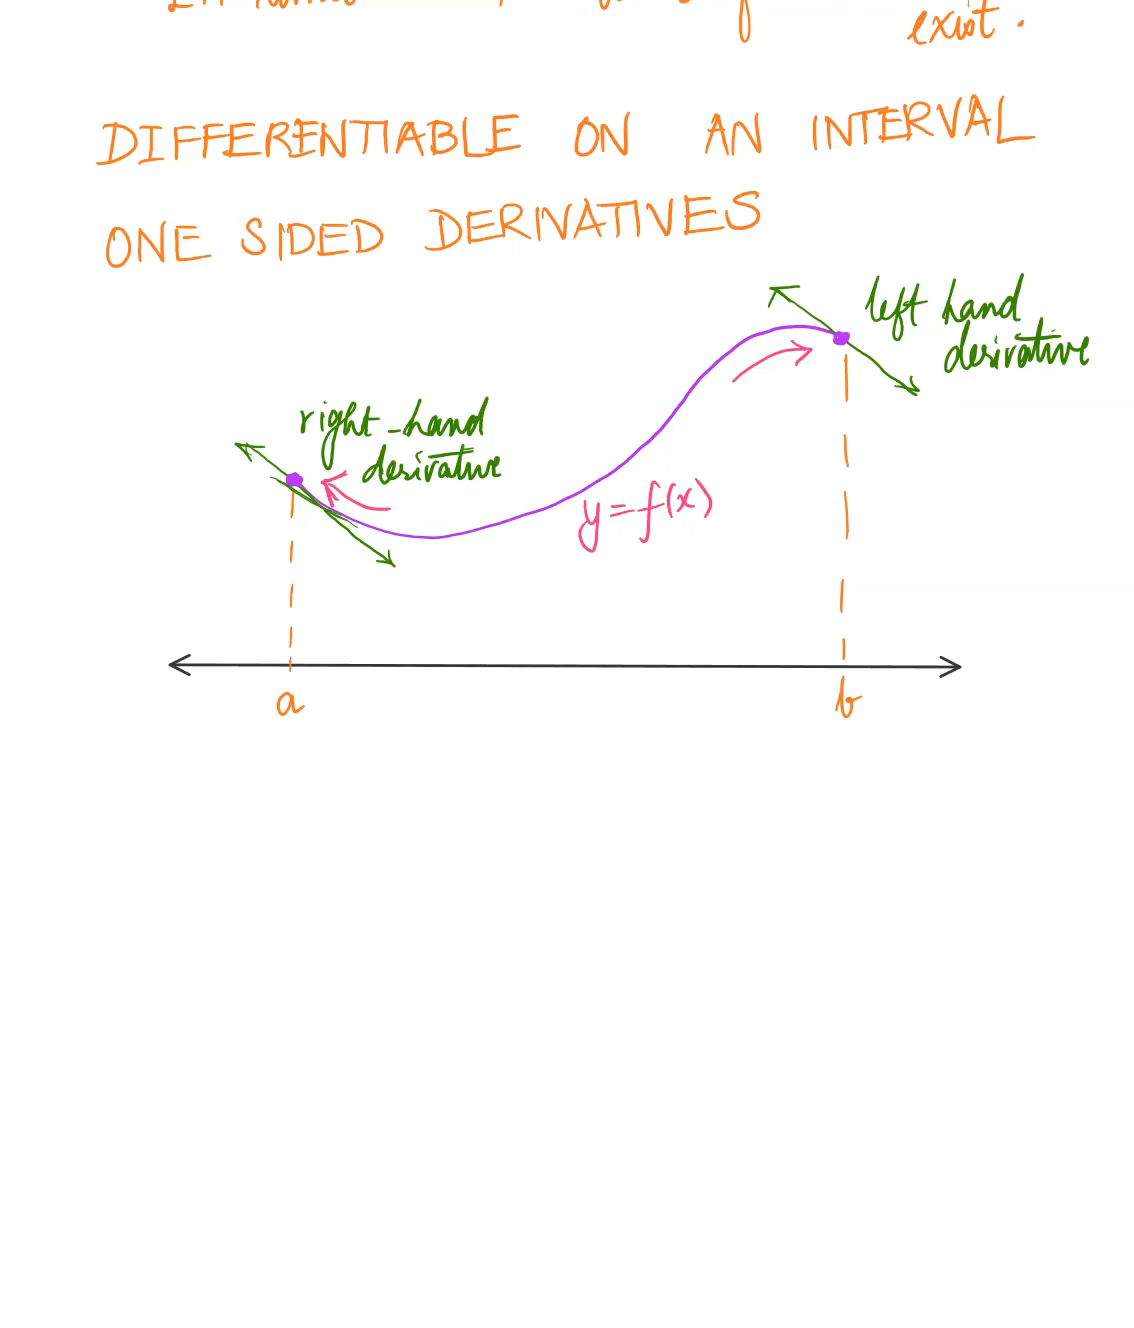 exist.
DIFFERENTIABLE ON AN INTERVAL
ONE SIDED DERIVATIVES
left hand
derivative
right-hand
derivative
y=f(x)
a
b